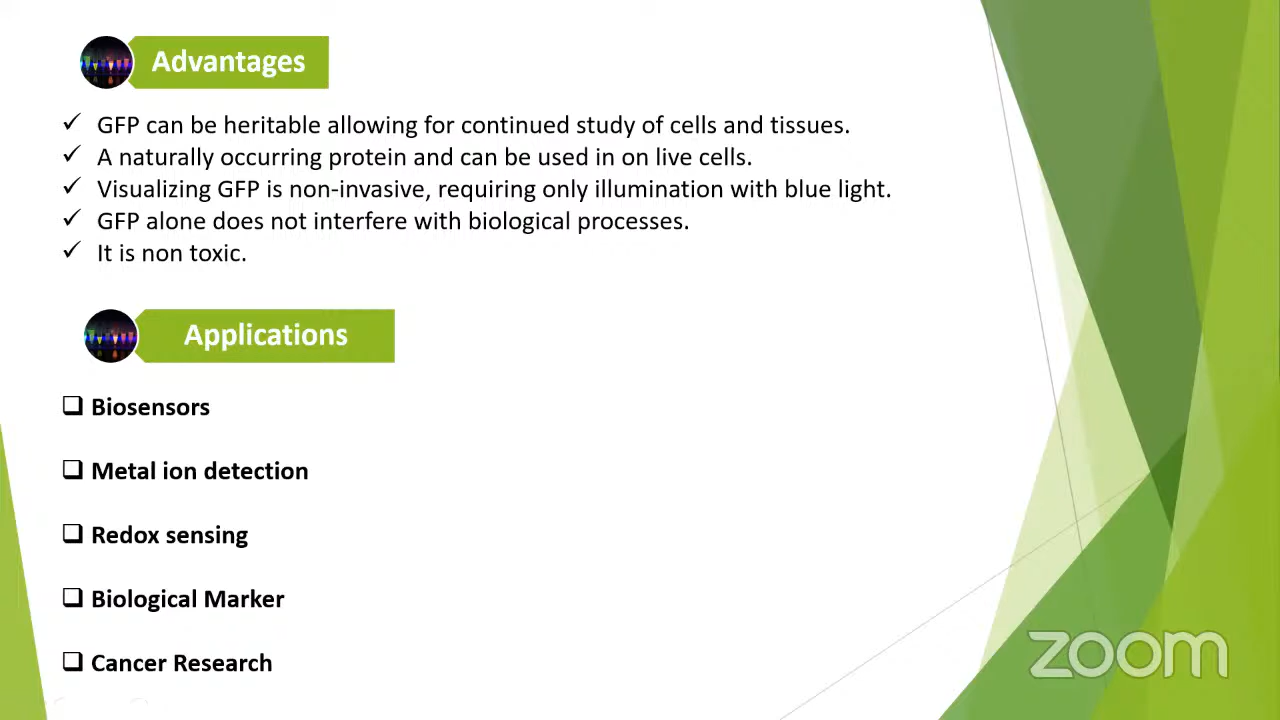 Advantages
GFP can be heritable allowing for continued study of cells and tissues.
A naturally occurring protein and can be used in on live cells.
Visualizing GFP is non-invasive, requiring only illumination with blue light.
GFP alone does not interfere with biological processes.
It is non toxic.
Applications
Biosensors
Metal ion detection
Redox sensing
Biological Marker
Cancer Research
zoom